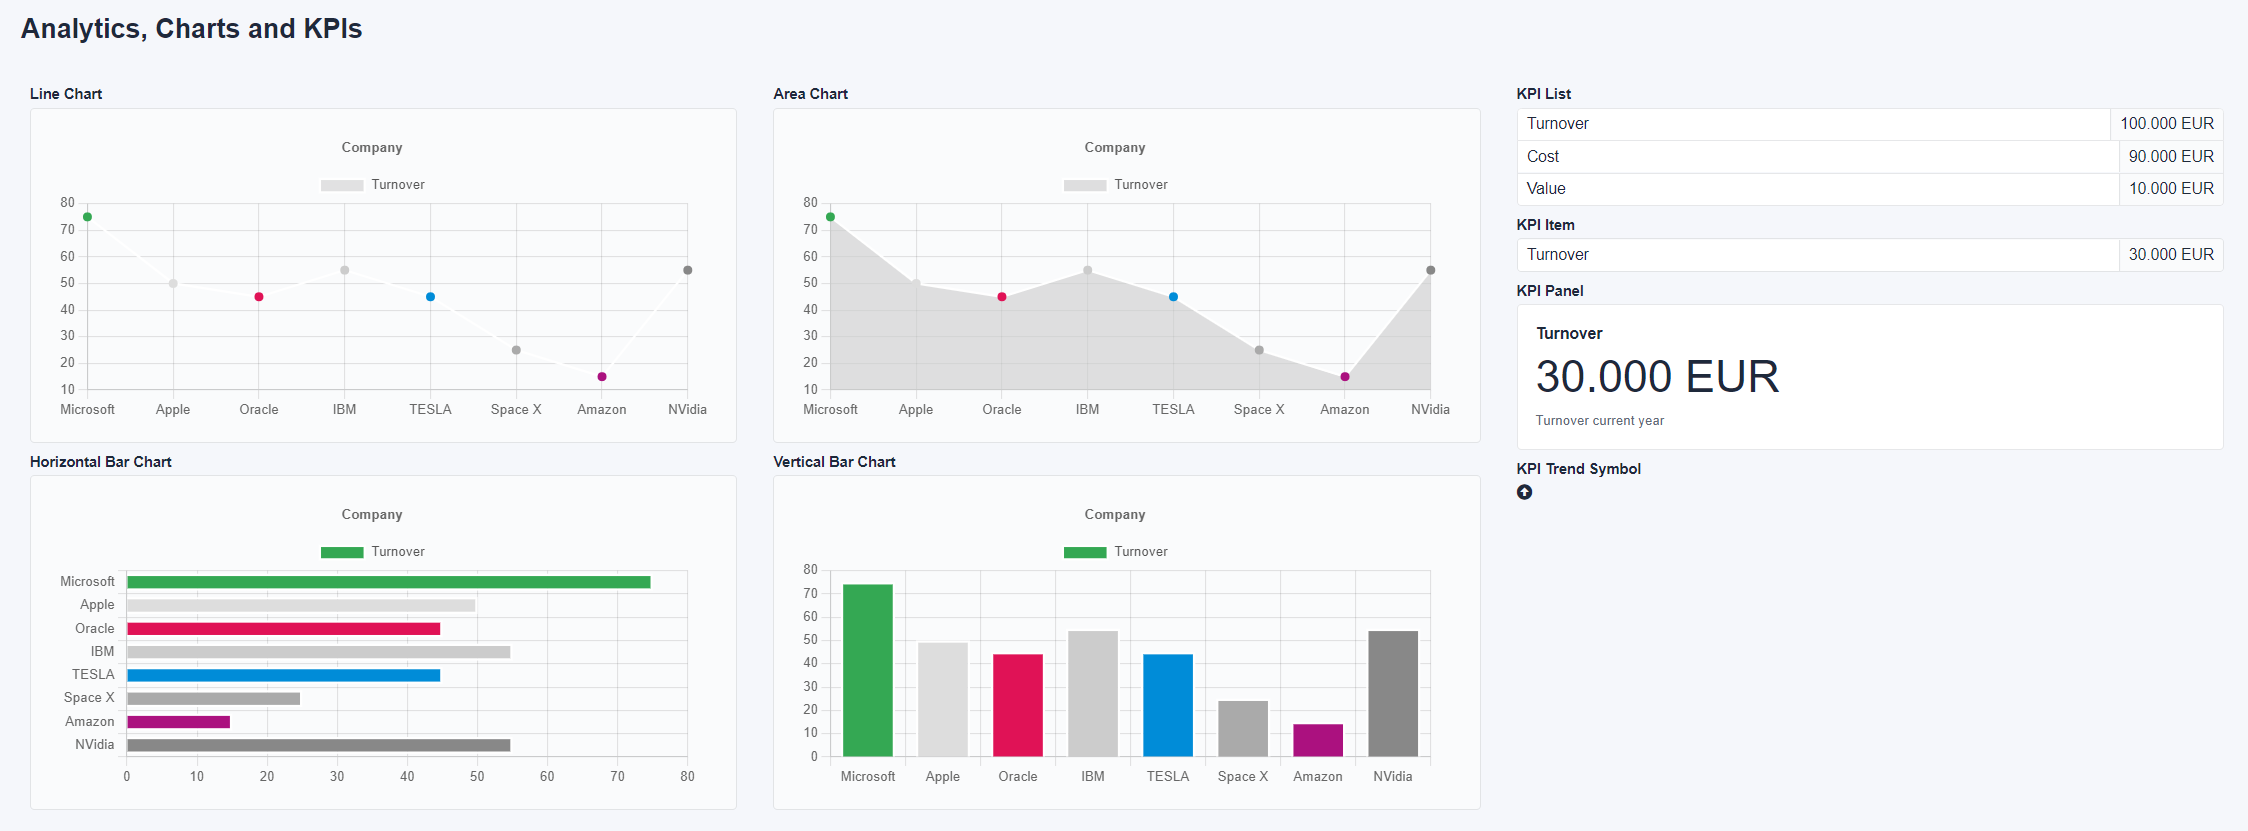 Analytics, Charts and KPIs
Line Chart
Company
Turnover
80
70
60
50
40
30
20
10
Microsoft Apple Oracle IBM TESLA Space X Amazon NVidia
Area Chart
Company
Turnover
80
70
60
50
40
30
20
10
Microsoft Apple Oracle IBM TESLA Space X Amazon NVidia
Horizontal Bar Chart
Company
Turnover
Microsoft
Apple
Oracle
IBM
TESLA
Space X
Amazon
NVidia
0 10 20 30 40 50 60 70 80
Vertical Bar Chart
Company
Turnover
80
70
60
50
40
30
20
10
0
Microsoft Apple Oracle IBM TESLA Space X Amazon NVidia
KPI List
Turnover 100.000 EUR
Cost 90.000 EUR
Value 10.000 EUR
KPI Item
Turnover 30.000 EUR
KPI Panel
Turnover
30.000 EUR
Turnover current year
KPI Trend Symbol